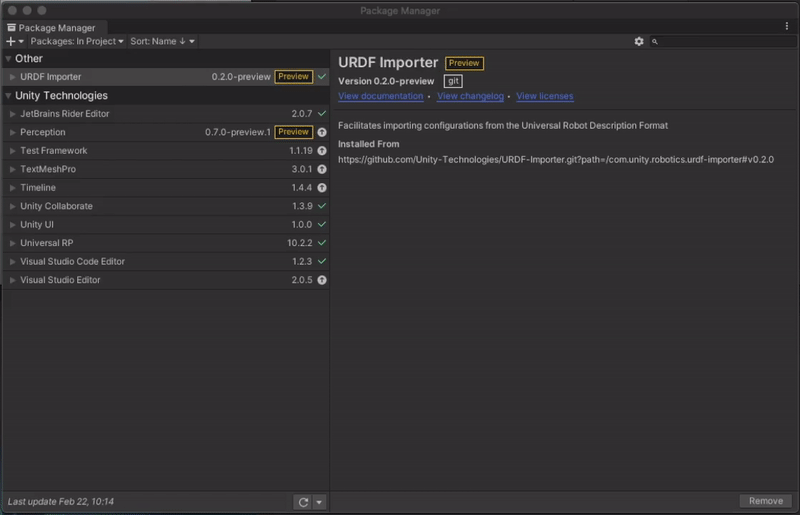 Package Manager
Package Manager
Packages: In Project Sort: Name ↓
Other
URDF Importer 0.2.0-preview Preview
Unity Technologies
JetBrains Rider Editor 2.0.7
Perception 0.7.0-preview.1 Preview
Test Framework 1.1.19
TextMeshPro 3.0.1
Timeline 1.4.4
Unity Collaborate 1.3.9
Unity UI 1.0.0
Universal RP 10.2.2
Visual Studio Code Editor 1.2.3
Visual Studio Editor 2.0.5
Last update Feb 22, 10:14
URDF Importer Preview
Version 0.2.0-preview git
View documentation • View changelog • View licenses
Facilitates importing configurations from the Universal Robot Description Format
Installed From
https://github.com/Unity-Technologies/URDF-Importer.git?path=/com.unity.robotics.urdf-importer#v0.2.0
Remove